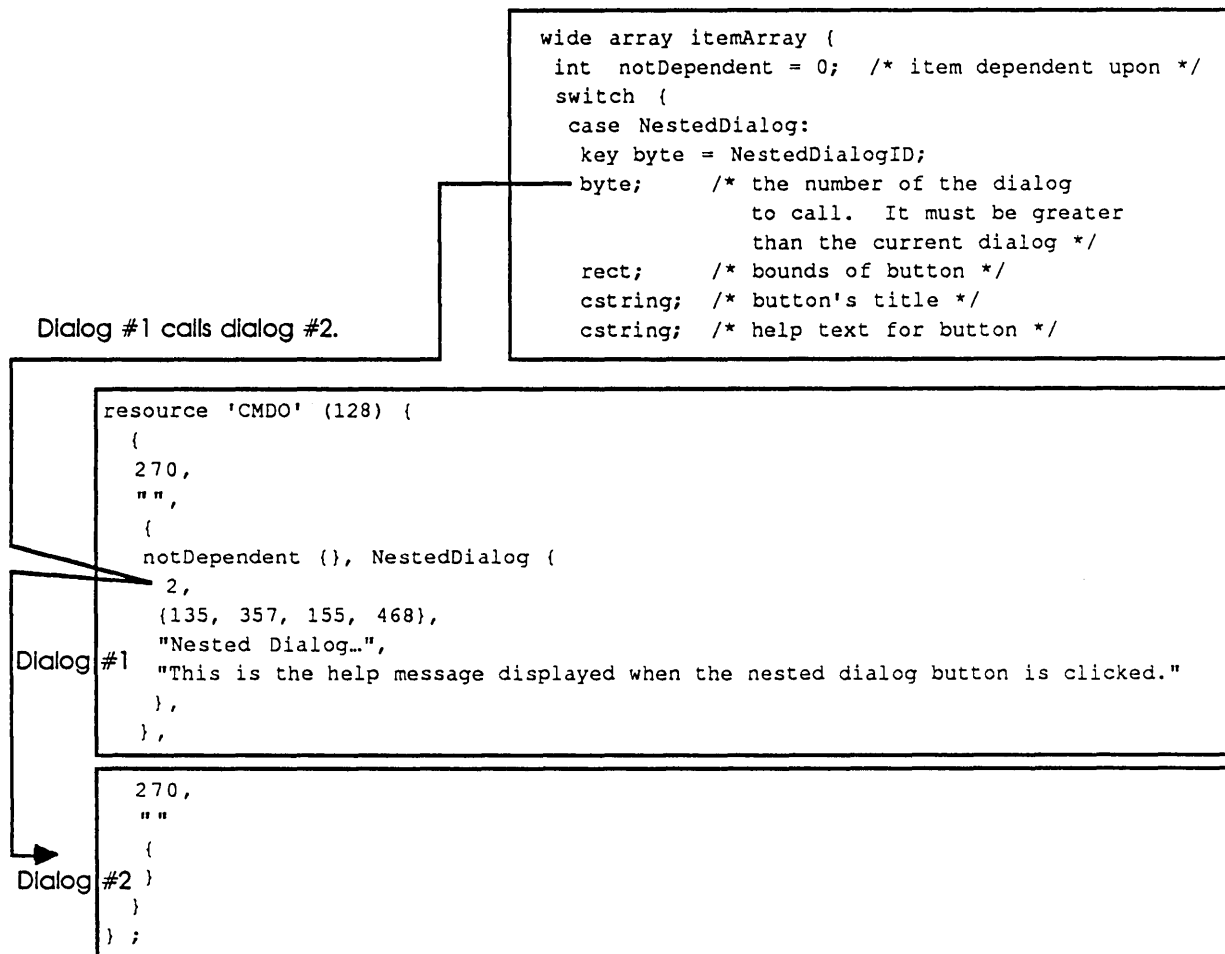 wide array itemArray {
int notDependent = 0; /* item dependent upon */
switch {
case NestedDialog:
key byte = NestedDialogID;
byte; /* the number of the dialog
to call. It must be greater
than the current dialog */
rect; /* bounds of button */
cstring; /* button's title */
cstring; /* help text for button */
Dialog #1 calls dialog #2.
resource 'CMDO' (128) {
{
270,
"",
{
notDependent {}, NestedDialog {
2,
{135, 357, 155, 468},
"Nested Dialog…",
Dialog #1
"This is the help message displayed when the nested dialog button is clicked."
},
},
270,
""
{
Dialog #2
}
}
} ;